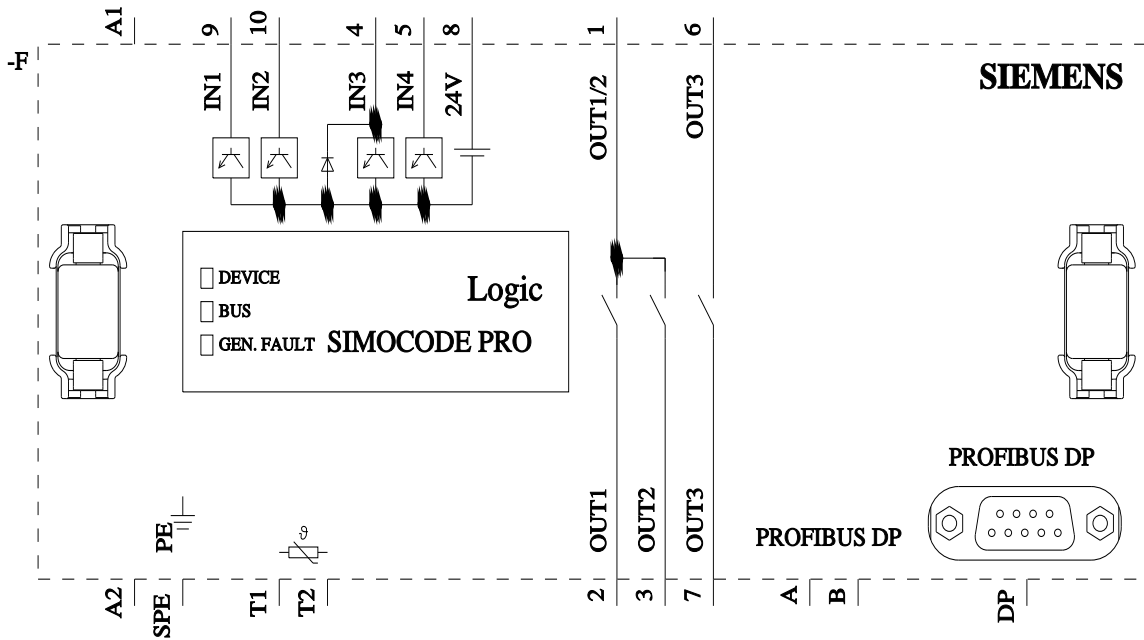 A1
9
10
4
5
8
1
6
-F
IN1
IN2
IN3
IN4
24V
OUT1/2
OUT3
SIEMENS
DEVICE
BUS
GEN. FAULT
Logic
SIMOCODE PRO
PROFIBUS DP
PE
ϑ
OUT1
OUT2
OUT3
PROFIBUS DP
A2
SPE
T1
T2
2
3
7
A
B
DP